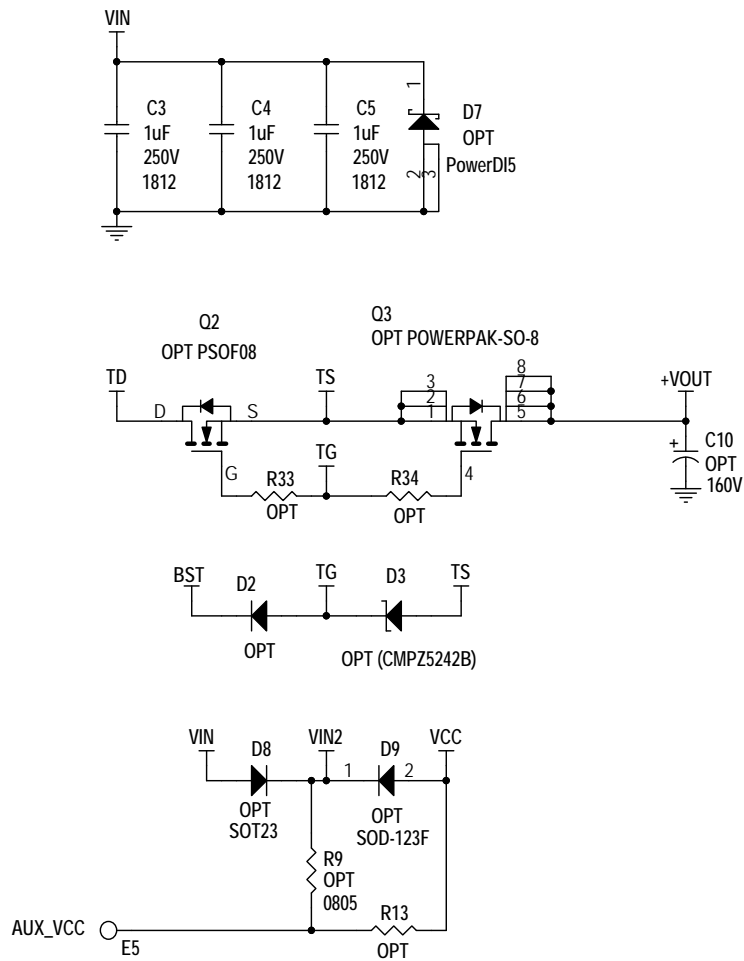 VIN
C3
1uF
250V
1812
C4
1uF
250V
1812
C5
1uF
250V
1812
1
2
3
D7
OPT
PowerDI5
Q2
OPT PSOF08
Q3
OPT POWERPAK-SO-8
TD
D
S
G
TS
TG
R33
OPT
R34
OPT
3
2
1
4
8
7
6
5
+VOUT
+
C10
OPT
160V
BST
D2
OPT
TG
D3
OPT (CMPZ5242B)
TS
VIN
D8
OPT
SOT23
VIN2
1
D9
2
OPT
SOD-123F
VCC
R9
OPT
0805
R13
OPT
AUX_VCC
E5